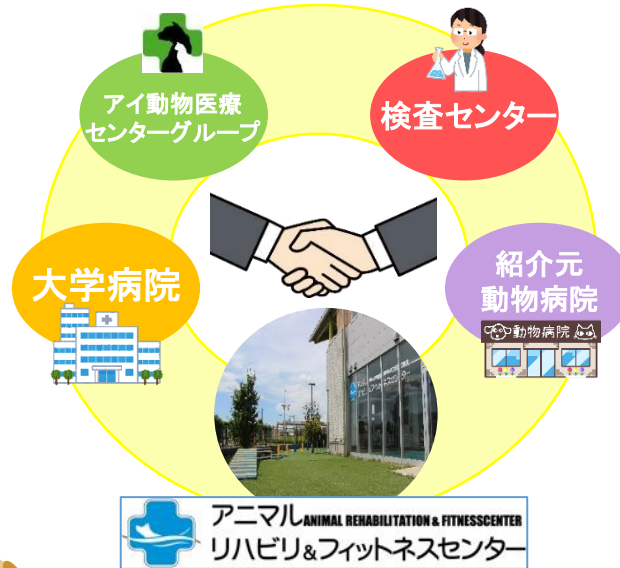 アイ動物医療
センターグループ
検査センター
大学病院
紹介元
動物病院
動物病院
アニマル ANIMAL REHABILITATION & FITNESSCENTER
リハビリ&フィットネスセンター